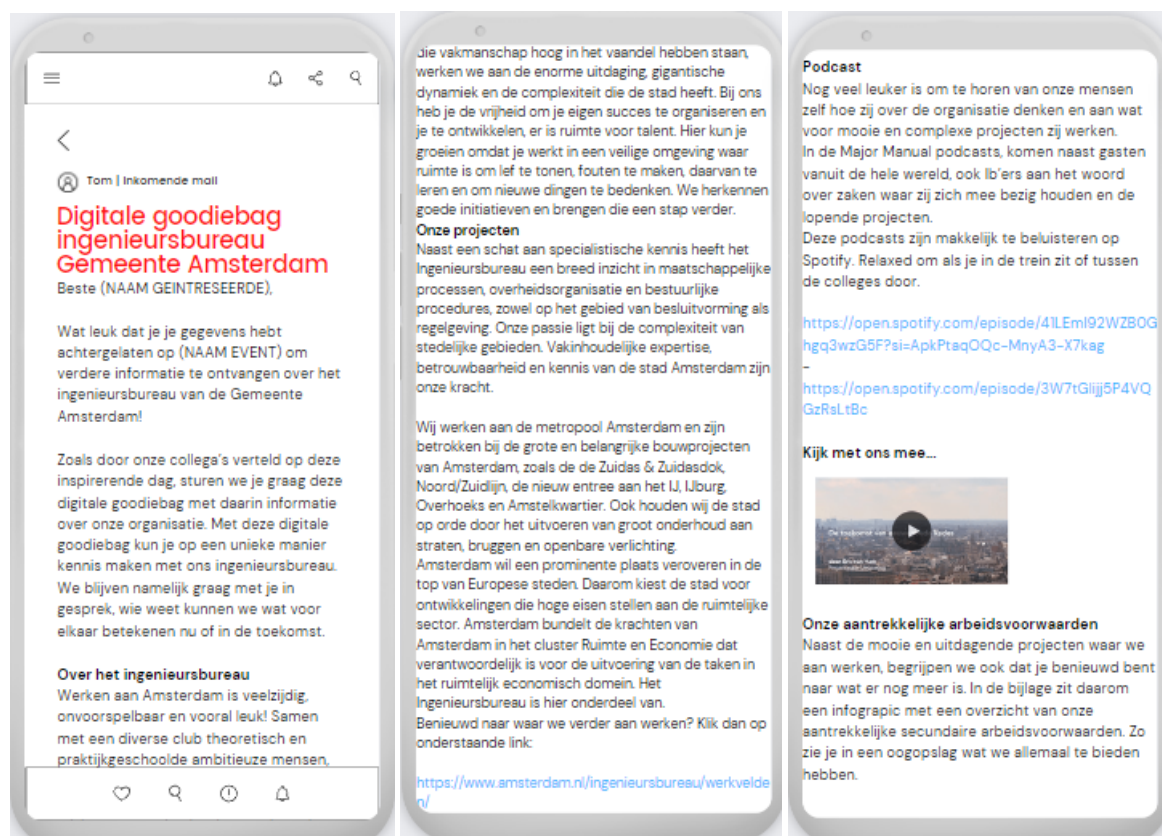 Tom | Inkomende mail
Digitale goodiebag
ingenieursbureau
Gemeente Amsterdam
Beste (NAAM GEINTRESEERDE),
Wat leuk dat je je gegevens hebt
achtergelaten op (NAAM EVENT) om
verdere informatie te ontvangen over het
ingenieursbureau van de Gemeente
Amsterdam!
Zoals door onze collega's verteld op deze
inspirerende dag, sturen we je graag deze
digitale goodiebag met daarin informatie
over onze organisatie. Met deze digitale
goodiebag kun je op een unieke manier
kennis maken met ons ingenieursbureau.
We blijven namelijk graag met je in
gesprek, wie weet kunnen we wat voor
elkaar betekenen nu of in de toekomst.
Over het ingenieursbureau
Werken aan Amsterdam is veelzijdig,
onvoorspelbaar en vooral leuk! Samen
met een diverse club theoretisch en
praktijkgeschoolde ambitieuze mensen,
die vakmanschap hoog in het vaandel hebben staan,
werken we aan de enorme uitdaging, gigantische
dynamiek en de complexiteit die de stad heeft. Bij ons
heb je de vrijheid om je eigen succes te organiseren en
je te ontwikkelen, er is ruimte voor talent. Hier kun je
groeien omdat je werkt in een veilige omgeving waar
ruimte is om lef te tonen, fouten te maken, daarvan te
leren en om nieuwe dingen te bedenken. We herkennen
goede initiatieven en brengen die een stap verder.
Onze projecten
Naast een schat aan specialistische kennis heeft het
Ingenieursbureau een breed inzicht in maatschappelijke
processen, overheidsorganisatie en bestuurlijke
procedures, zowel op het gebied van besluitvorming als
regelgeving. Onze passie ligt bij de complexiteit van
stedelijke gebieden. Vakinhoudelijke expertise,
betrouwbaarheid en kennis van de stad Amsterdam zijn
onze kracht.
Wij werken aan de metropool Amsterdam en zijn
betrokken bij de grote en belangrijke bouwprojecten
van Amsterdam, zoals de de Zuidas & Zuidasdok,
Noord/Zuidlijn, de nieuw entree aan het IJ, IJburg,
Overhoeks en Amstelkwartier. Ook houden wij de stad
op orde door het uitvoeren van groot onderhoud aan
straten, bruggen en openbare verlichting.
Amsterdam wil een prominente plaats veroveren in de
top van Europese steden. Daarom kiest de stad voor
ontwikkelingen die hoge eisen stellen aan de ruimtelijke
sector. Amsterdam bundelt de krachten van
Amsterdam in het cluster Ruimte en Economie dat
verantwoordelijk is voor de uitvoering van de taken in
het ruimtelijk economisch domein. Het
Ingenieursbureau is hier onderdeel van.
Benieuwd naar waar we verder aan werken? Klik dan op
onderstaande link:
https://www.amsterdam.nl/ingenieursbureau/werkvelde
n/
Podcast
Nog veel leuker is om te horen van onze mensen
zelf hoe zij over de organisatie denken en aan wat
voor mooie en complexe projecten zij werken.
In de Major Manual podcasts, komen naast gasten
vanuit de hele wereld, ook Ib'ers aan het woord
over zaken waar zij zich mee bezig houden en de
lopende projecten.
Deze podcasts zijn makkelijk te beluisteren op
Spotify. Relaxed om als je in de trein zit of tussen
de colleges door.
https://open.spotify.com/episode/41LEml92WZB0G
hgq3wzG5F?si=ApkPtaqOQc-MnyA3-X7kag
-
https://open.spotify.com/episode/3W7tGlijj5P4VQ
GzRsLtBc
Kijk met ons mee...
De toekomst van
Onze aantrekkelijke arbeidsvoorwaarden
Naast de mooie en uitdagende projecten waar we
aan werken, begrijpen we ook dat je benieuwd bent
naar wat er nog meer is. In de bijlage zit daarom
een infograpic met een overzicht van onze
aantrekkelijke secundaire arbeidsvoorwaarden. Zo
zie je in een oogopslag wat we allemaal te bieden
hebben.